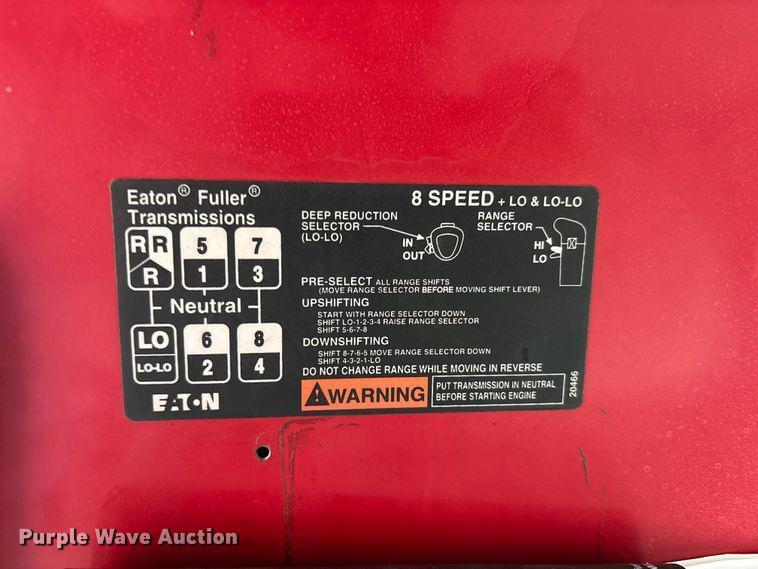 Eaton® Fuller®
Transmissions
R R 5 7
R 1 3
Neutral
LO 6 8
LO-LO 2 4
EATON
8 SPEED + LO & LO-LO
DEEP REDUCTION
SELECTOR
(LO-LO)
IN
OUT
RANGE
SELECTOR
HI
LO
PRE-SELECT ALL RANGE SHIFTS
(MOVE RANGE SELECTOR BEFORE MOVING SHIFT LEVER)
UPSHIFTING
START WITH RANGE SELECTOR DOWN
SHIFT LO-1-2-3-4 RAISE RANGE SELECTOR
SHIFT 5-6-7-8
DOWNSHIFTING
SHIFT 8-7-6-5 MOVE RANGE SELECTOR DOWN
SHIFT 4-3-2-1-LO
DO NOT CHANGE RANGE WHILE MOVING IN REVERSE
WARNING
PUT TRANSMISSION IN NEUTRAL
BEFORE STARTING ENGINE
20466
Purple Wave Auction